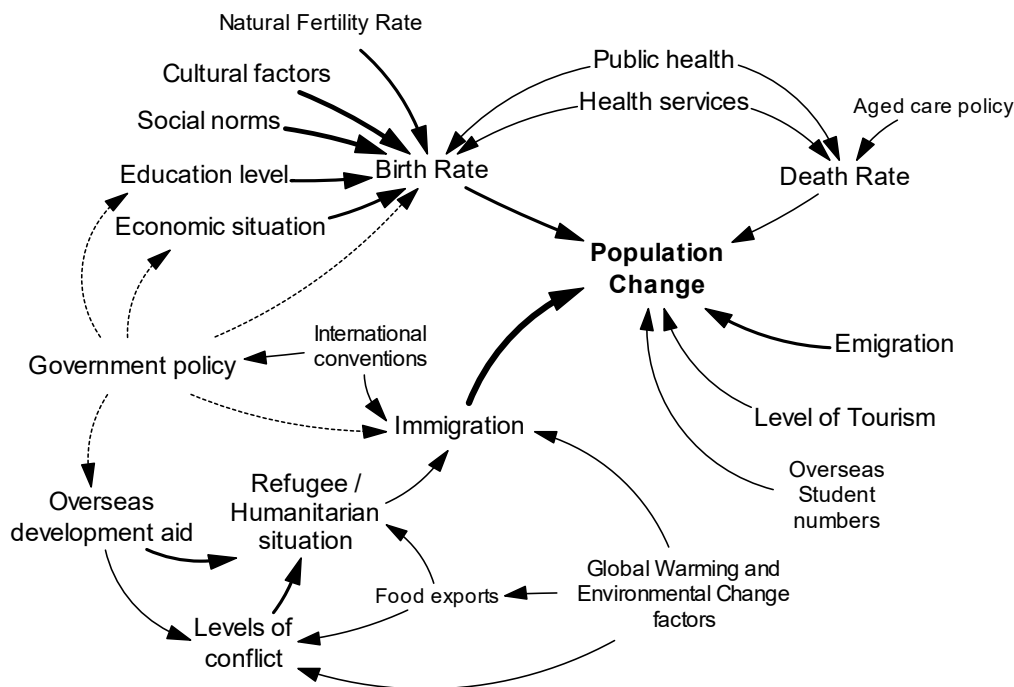 Natural Fertility Rate
Cultural factors
Social norms
Education level
Economic situation
Birth Rate
Public health
Health services
Aged care policy
Death Rate
Population
Change
International
conventions
Government policy
Emigration
Immigration
Level of Tourism
Overseas
Student
numbers
Refugee /
Humanitarian
situation
Overseas
development aid
Food exports
Global Warming and
Environmental Change
factors
Levels of
conflict